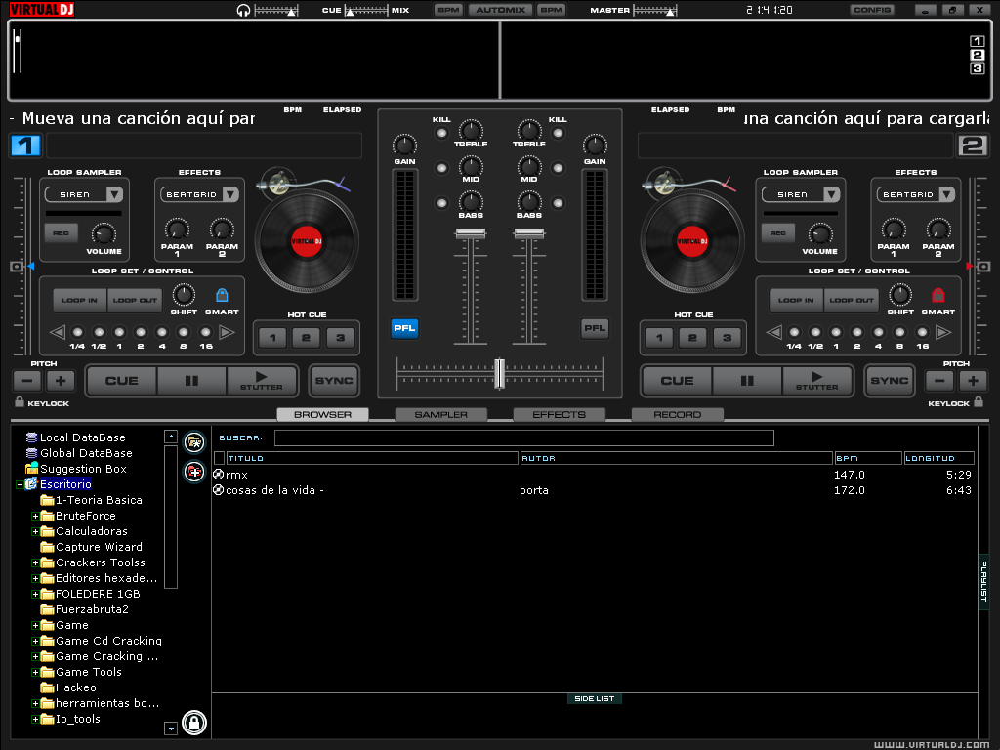 VIRTUALDJ CUE MIX BPM AUTOMIX BPM MASTER 21:41:20 CONFIG
1
2
3
BPM ELAPSED ELAPSED BPM
- Mueva una canción aquí par una canción aquí para cargarla
1 2
LOOP SAMPLER EFFECTS
SIREN BEATGRID
REC VOLUME PARAM 1 PARAM 2
LOOP SET / CONTROL
LOOP IN LOOP OUT SHIFT SMART
1/4 1/2 1 2 4 8 16
VIRTUALDJ
HOT CUE
1 2 3
PITCH
- + CUE STUTTER SYNC
KEYLOCK
KILL KILL
TREBLE TREBLE
GAIN GAIN
MID MID
BASS BASS
PFL PFL
VIRTUALDJ
HOT CUE
1 2 3
LOOP SAMPLER EFFECTS
SIREN BEATGRID
REC VOLUME PARAM 1 PARAM 2
LOOP SET / CONTROL
LOOP IN LOOP OUT SHIFT SMART
1/4 1/2 1 2 4 8 16
PITCH
CUE STUTTER SYNC - +
KEYLOCK
BROWSER SAMPLER EFFECTS RECORD
Local DataBase
Global DataBase
Suggestion Box
Escritorio
1-Teoria Basica
BruteForce
Calculadoras
Capture Wizard
Crackers Toolss
Editores hexade...
FOLEDERE 1GB
Fuerzabruta2
Game
Game Cd Cracking
Game Cracking ...
Game Tools
Hackeo
herramientas bo...
Ip_tools
BUSCAR:
TITULO AUTOR BPM LONGITUD
rmx 147.0 5:29
cosas de la vida - porta 172.0 6:43
PLAYLIST
SIDE LIST
WWW.VIRTUALDJ.COM